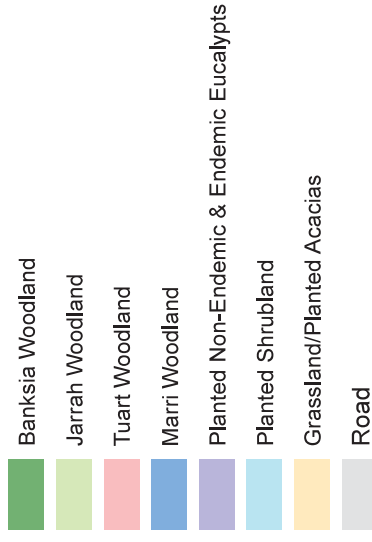 Banksia Woodland
Jarrah Woodland
Tuart Woodland
Marri Woodland
Planted Non-Endemic & Endemic Eucalypts
Planted Shrubland
Grassland/Planted Acacias
Road